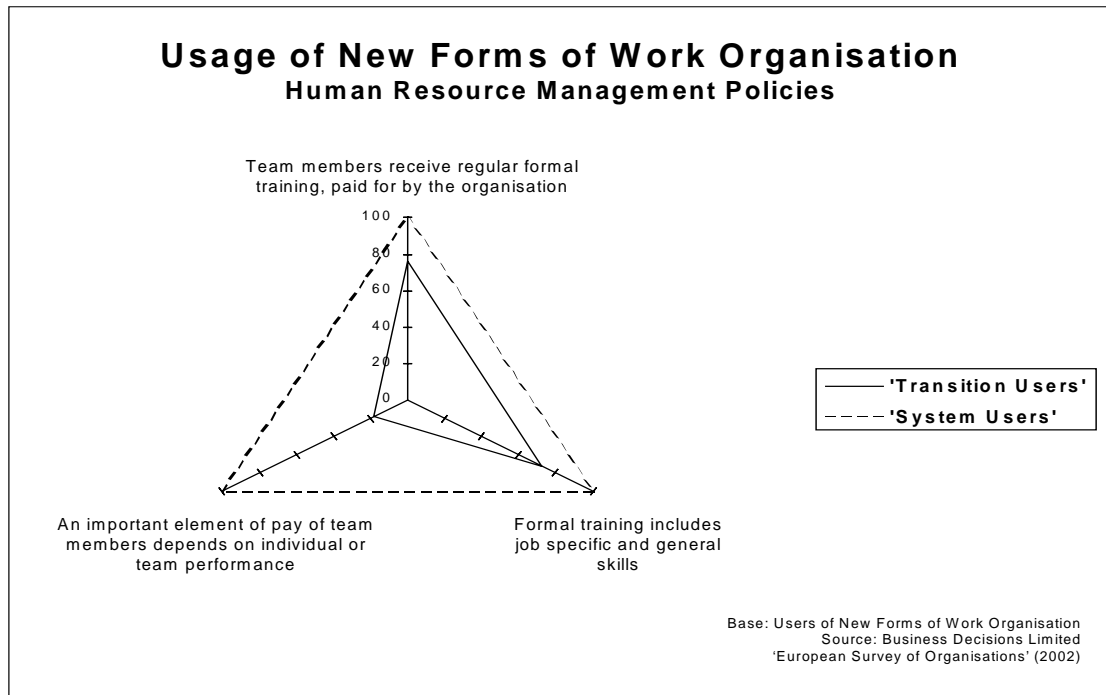 Usage of New Forms of Work Organisation
Human Resource Management Policies
Team members receive regular formal
training, paid for by the organisation
100
80
60
40
20
0
'Transition Users'
'System Users'
An important element of pay of team
members depends on individual or
team performance
Formal training includes
job specific and general
skills
Base: Users of New Forms of Work Organisation
Source: Business Decisions Limited
‘European Survey of Organisations’ (2002)